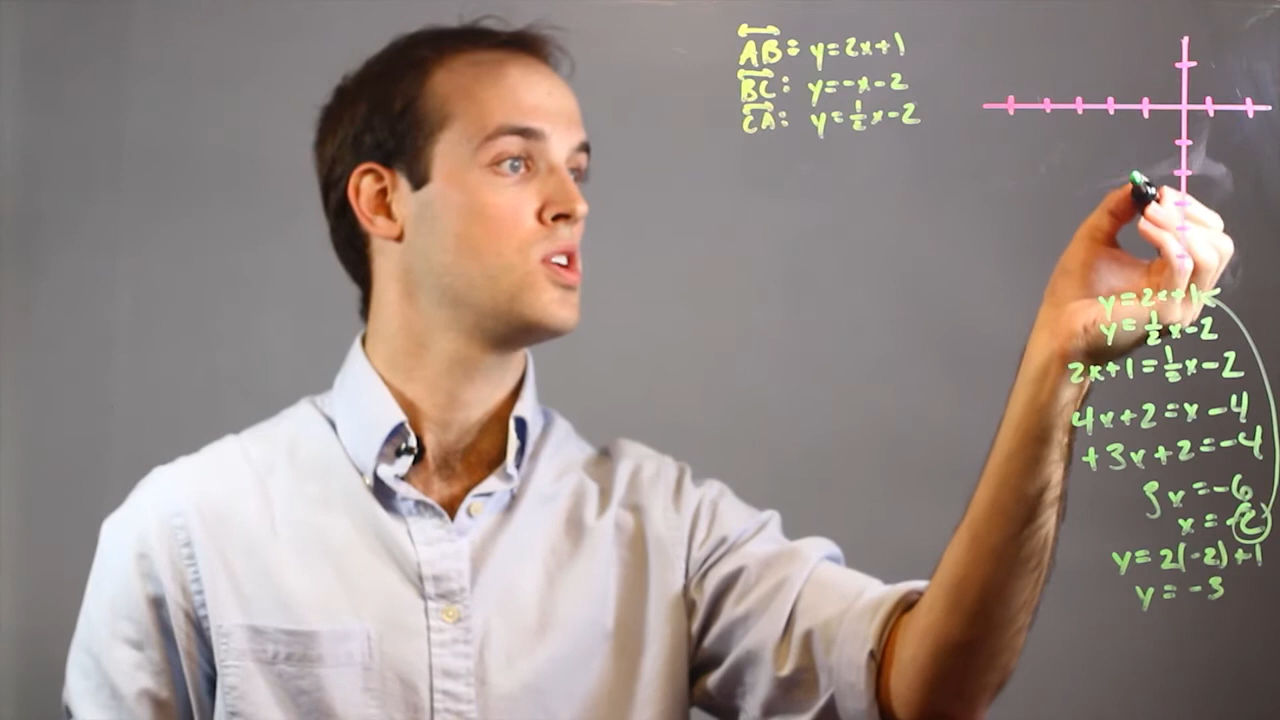 AB: y=2x+1
BC: y=-x-2
CA: y=½x-2
y=2x+1
y=½x-2
2x+1=½x-2
4x+2=x-4
+3x+2=-4
3x=-6
x=-2
y=2(-2)+1
y=-3